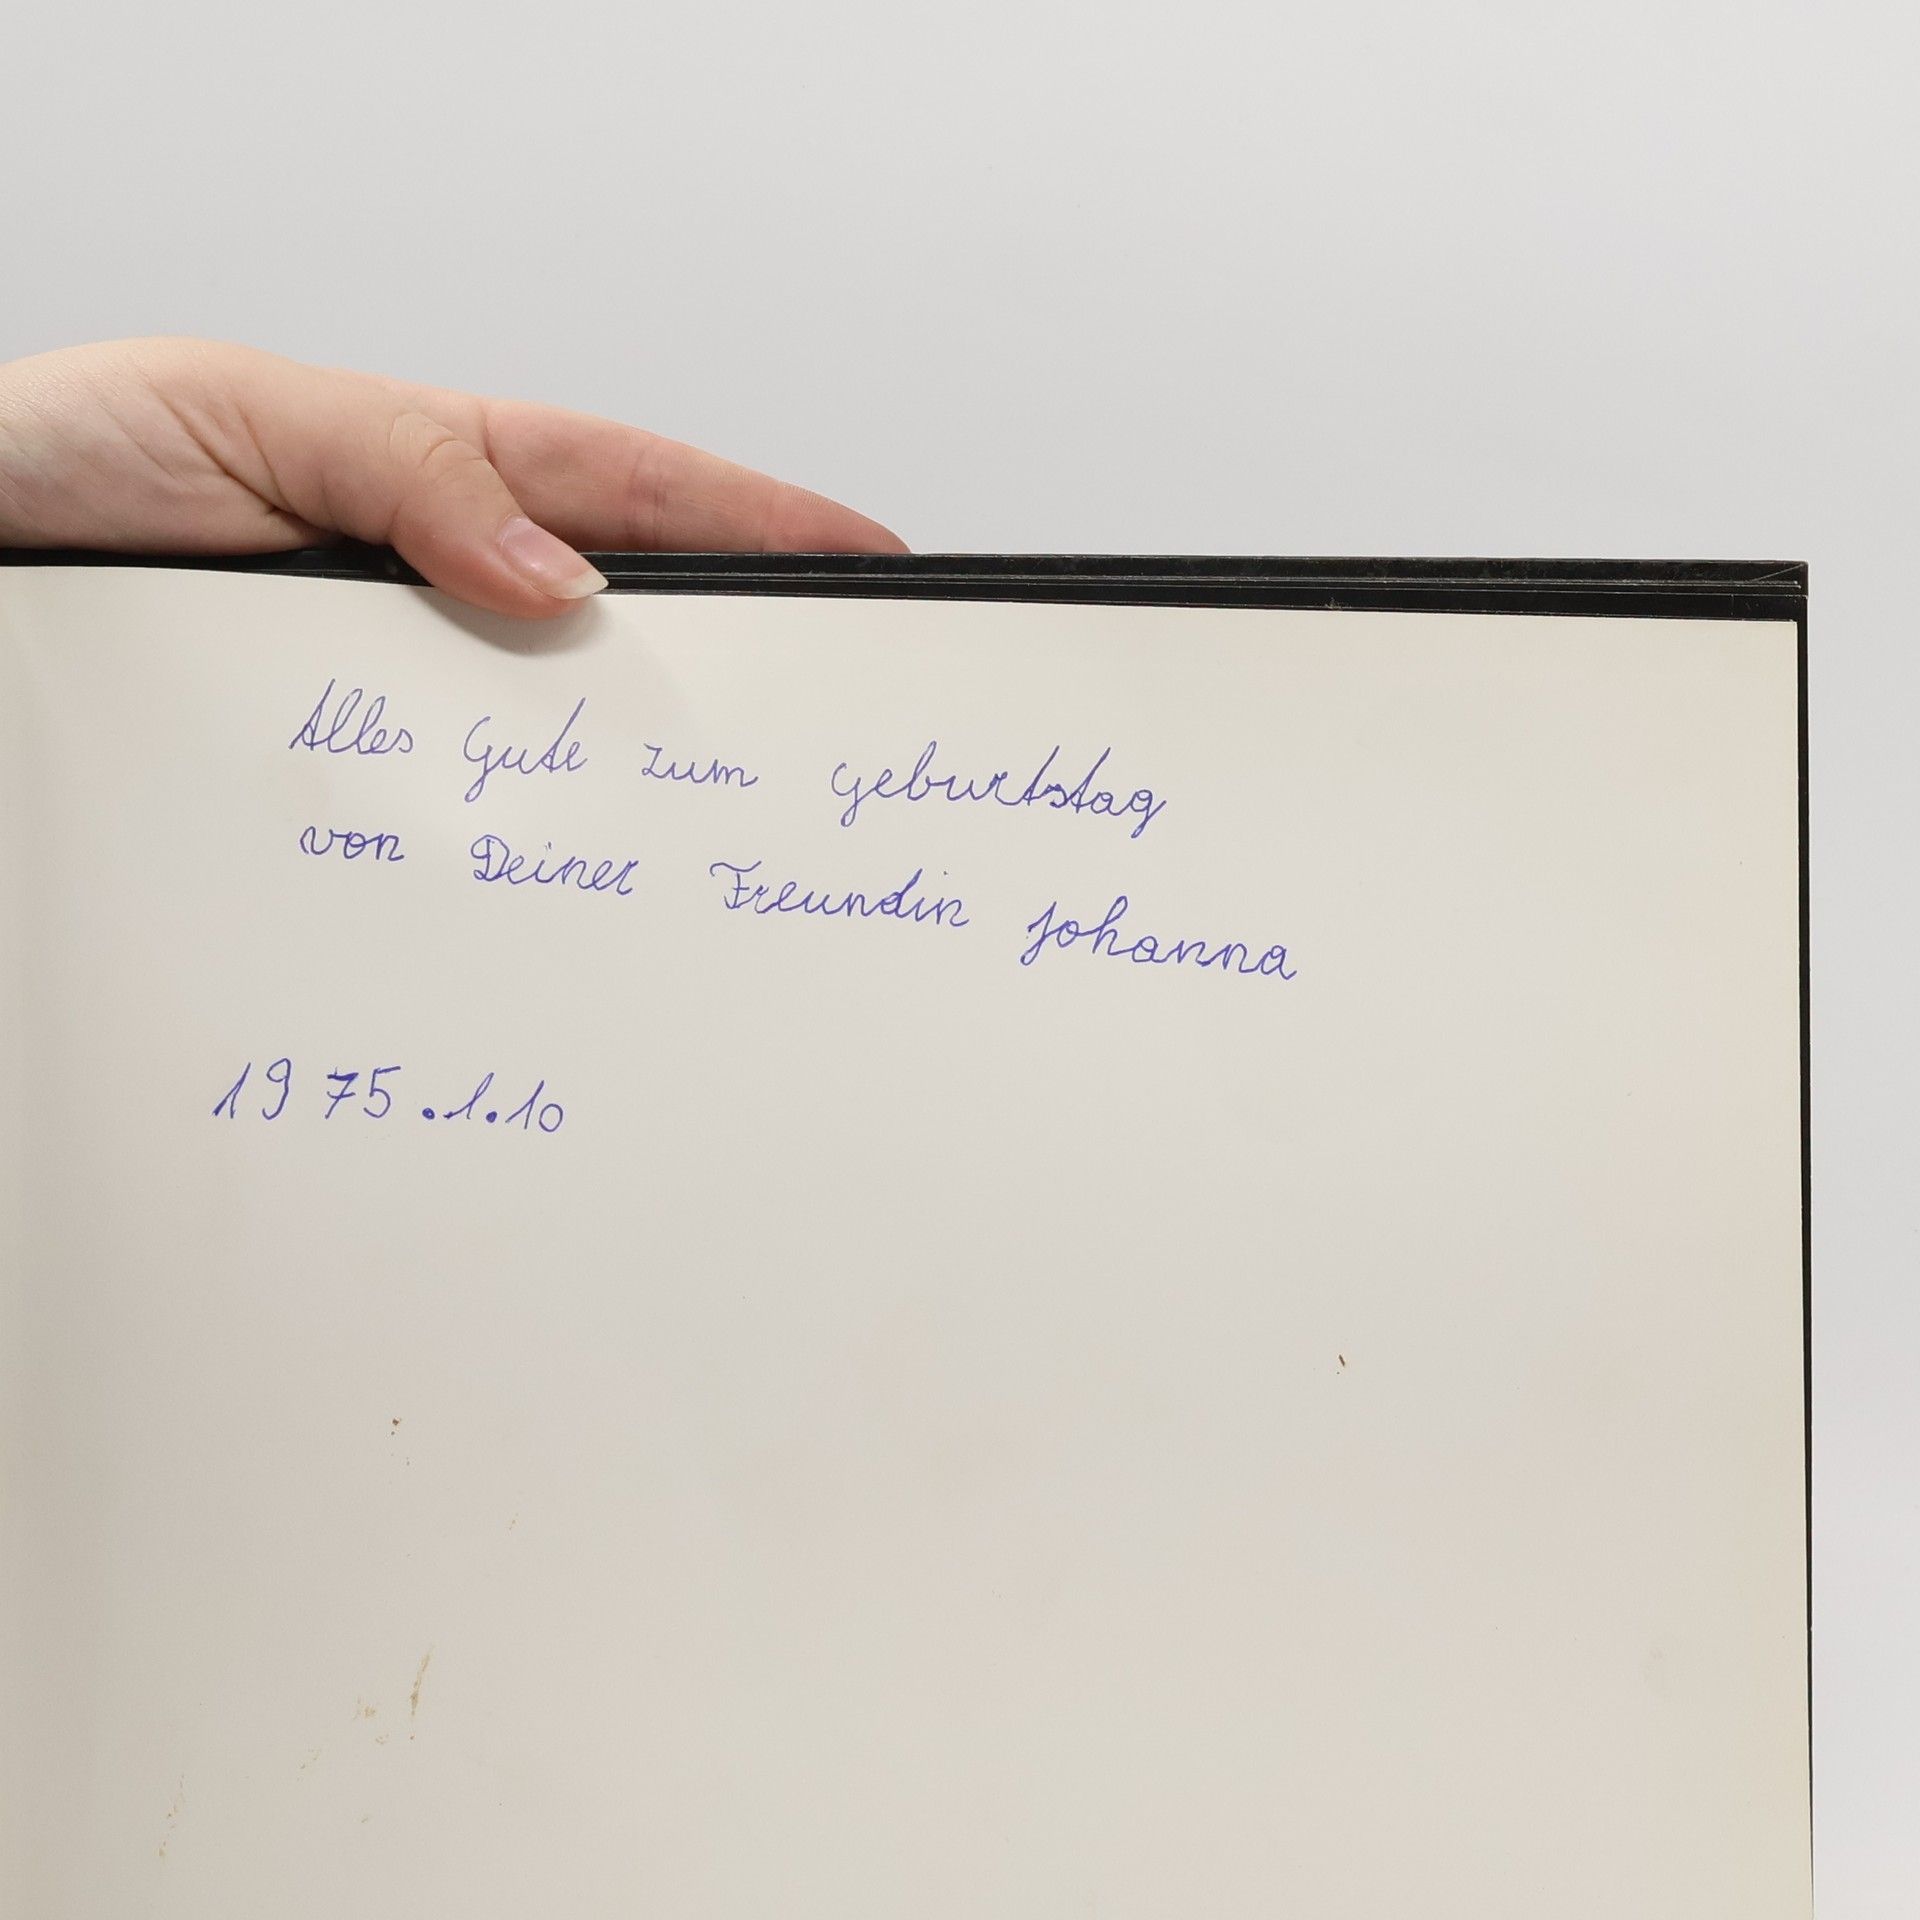 Alles Gute zum Geburtstag
von Deiner Freundin Johanna
1975.1.10